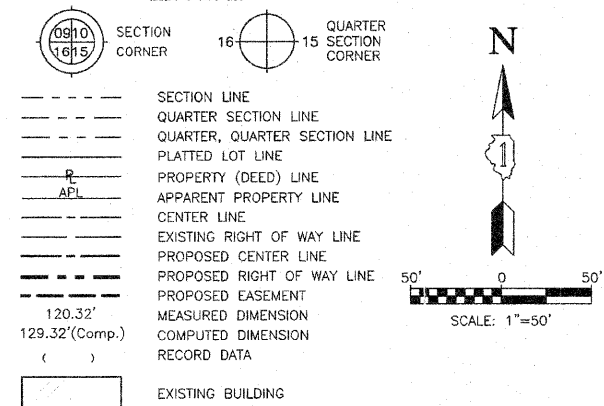 0910 SECTION
1615 CORNER
16 15 QUARTER SECTION CORNER
N
SECTION LINE
QUARTER SECTION LINE
QUARTER, QUARTER SECTION LINE
PLATTED LOT LINE
PL PROPERTY (DEED) LINE
APL APPARENT PROPERTY LINE
CENTER LINE
EXISTING RIGHT OF WAY LINE
PROPOSED CENTER LINE
PROPOSED RIGHT OF WAY LINE
PROPOSED EASEMENT
120.32' MEASURED DIMENSION
129.32'(Comp.) COMPUTED DIMENSION
( ) RECORD DATA
EXISTING BUILDING
1
50' 0 50'
SCALE: 1"=50'